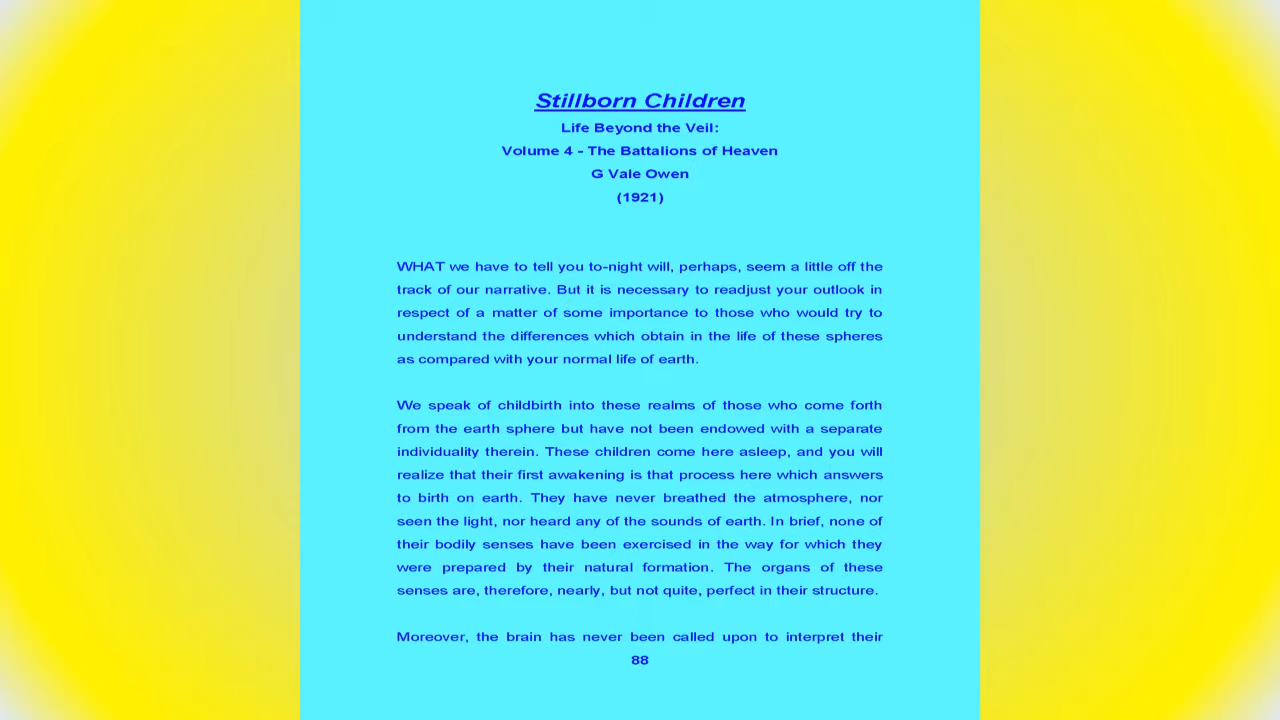 Stillborn Children
Life Beyond the Veil:
Volume 4 - The Battalions of Heaven
G Vale Owen
(1921)
WHAT we have to tell you to-night will, perhaps, seem a little off the
track of our narrative. But it is necessary to readjust your outlook in
respect of a matter of some importance to those who would try to
understand the differences which obtain in the life of these spheres
as compared with your normal life of earth.
We speak of childbirth into these realms of those who come forth
from the earth sphere but have not been endowed with a separate
individuality therein. These children come here asleep, and you will
realize that their first awakening is that process here which answers
to birth on earth. They have never breathed the atmosphere, nor
seen the light, nor heard any of the sounds of earth. In brief, none of
their bodily senses have been exercised in the way for which they
were prepared by their natural formation. The organs of these
senses are, therefore, nearly, but not quite, perfect in their structure.
Moreover, the brain has never been called upon to interpret their
88